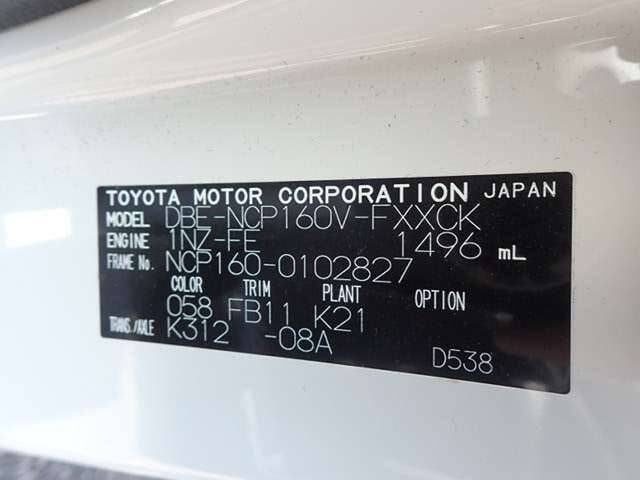 TOYOTA MOTOR CORPORATION JAPAN
MODEL DBE-NCP160V-FXXCK
ENGINE 1NZ-FE 1496 mL
FRAME No. NCP160-0102827
COLOR TRIM PLANT OPTION
058 FB11 K21
TRANS./AXLE K312 -08A
D538